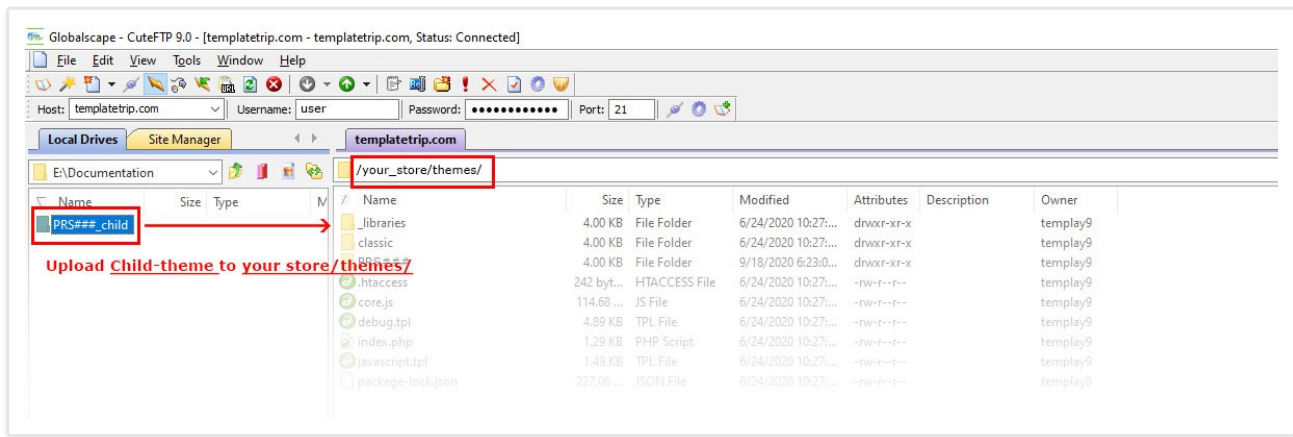 Globalscape - CuteFTP 9.0 - [templatetrip.com - templatetrip.com, Status: Connected]
File Edit View Tools Window Help
Host: templatetrip.com Username: user Password: •••••••••••• Port: 21
Local Drives Site Manager templatetrip.com
E:\Documentation /your_store/themes/
Name Size Type M / Name Size Type Modified Attributes Description Owner
PRS###_child _libraries 4.00 KB File Folder 6/24/2020 10:27:... drwxr-xr-x templay9
classic 4.00 KB File Folder 6/24/2020 10:27:... drwxr-xr-x templay9
Upload Child-theme to your store/themes/
PRS### 4.00 KB File Folder 9/18/2020 6:23:0... drwxr-xr-x templay9
.htaccess 242 byt... HTACCESS File 6/24/2020 10:27:... -rw-r--r-- templay9
core.js 114.68 ... JS File 6/24/2020 10:27:... -rw-r--r-- templay9
debug.tpl 4.89 KB TPL File 6/24/2020 10:27:... -rw-r--r-- templay9
index.php 1.29 KB PHP Script 6/24/2020 10:27:... -rw-r--r-- templay9
javascript.tpl 1.49 KB TPL File 6/24/2020 10:27:... -rw-r--r-- templay9
package-lock.json 227.06 ... JSON File 6/24/2020 10:27:... -rw-r--r-- templay9